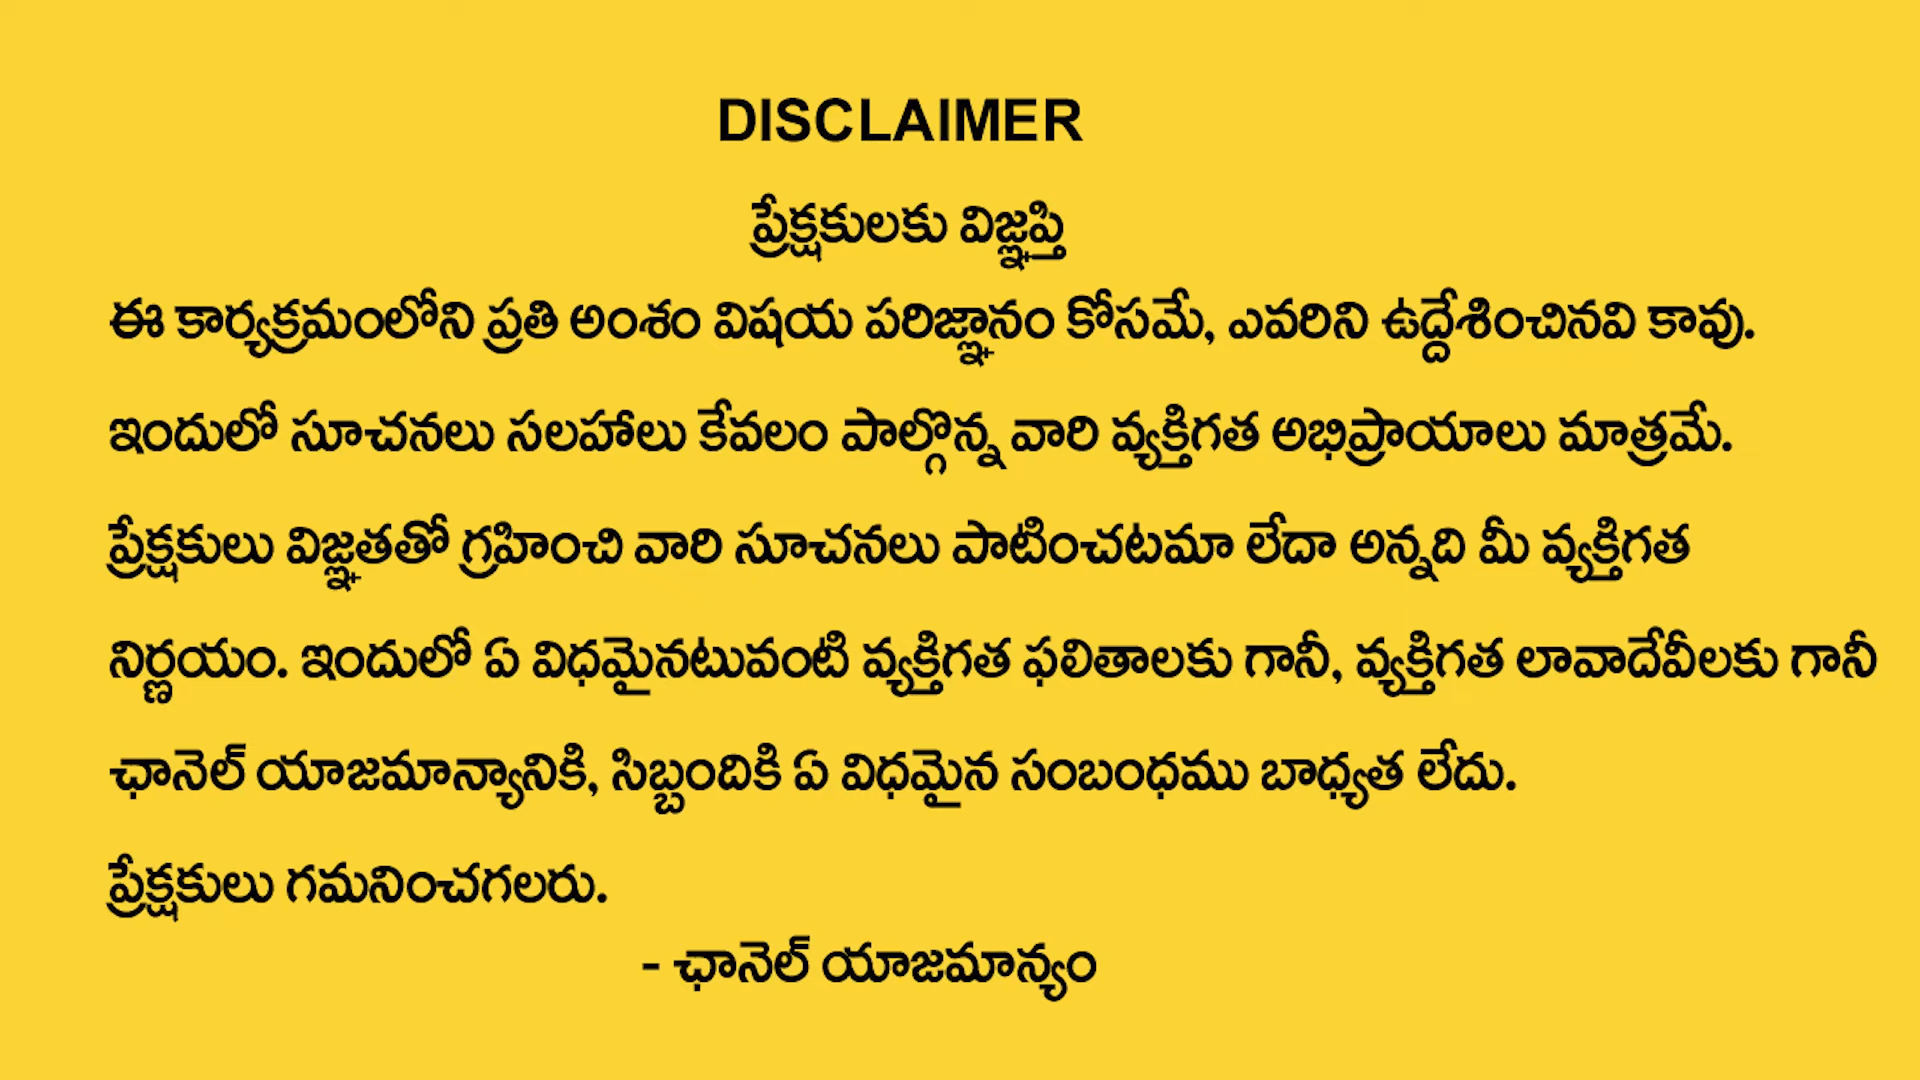 DISCLAIMER
ప్రేక్షకులకు విజ్ఞప్తి
ఈ కార్యక్రమంలోని ప్రతి అంశం విషయ పరిజ్ఞానం కోసమే, ఎవరిని ఉద్దేశించినవి కావు.
ఇందులో సూచనలు సలహాలు కేవలం పాల్గొన్న వారి వ్యక్తిగత అభిప్రాయాలు మాత్రమే.
ప్రేక్షకులు విజ్ఞతతో గ్రహించి వారి సూచనలు పాటించటమా లేదా అన్నది మీ వ్యక్తిగత
నిర్ణయం. ఇందులో ఏ విధమైనటువంటి వ్యక్తిగత ఫలితాలకు గానీ, వ్యక్తిగత లావాదేవీలకు గానీ
ఛానెల్ యాజమాన్యానికి, సిబ్బందికి ఏ విధమైన సంబంధము బాధ్యత లేదు.
ప్రేక్షకులు గమనించగలరు.
- ఛానెల్ యాజమాన్యం